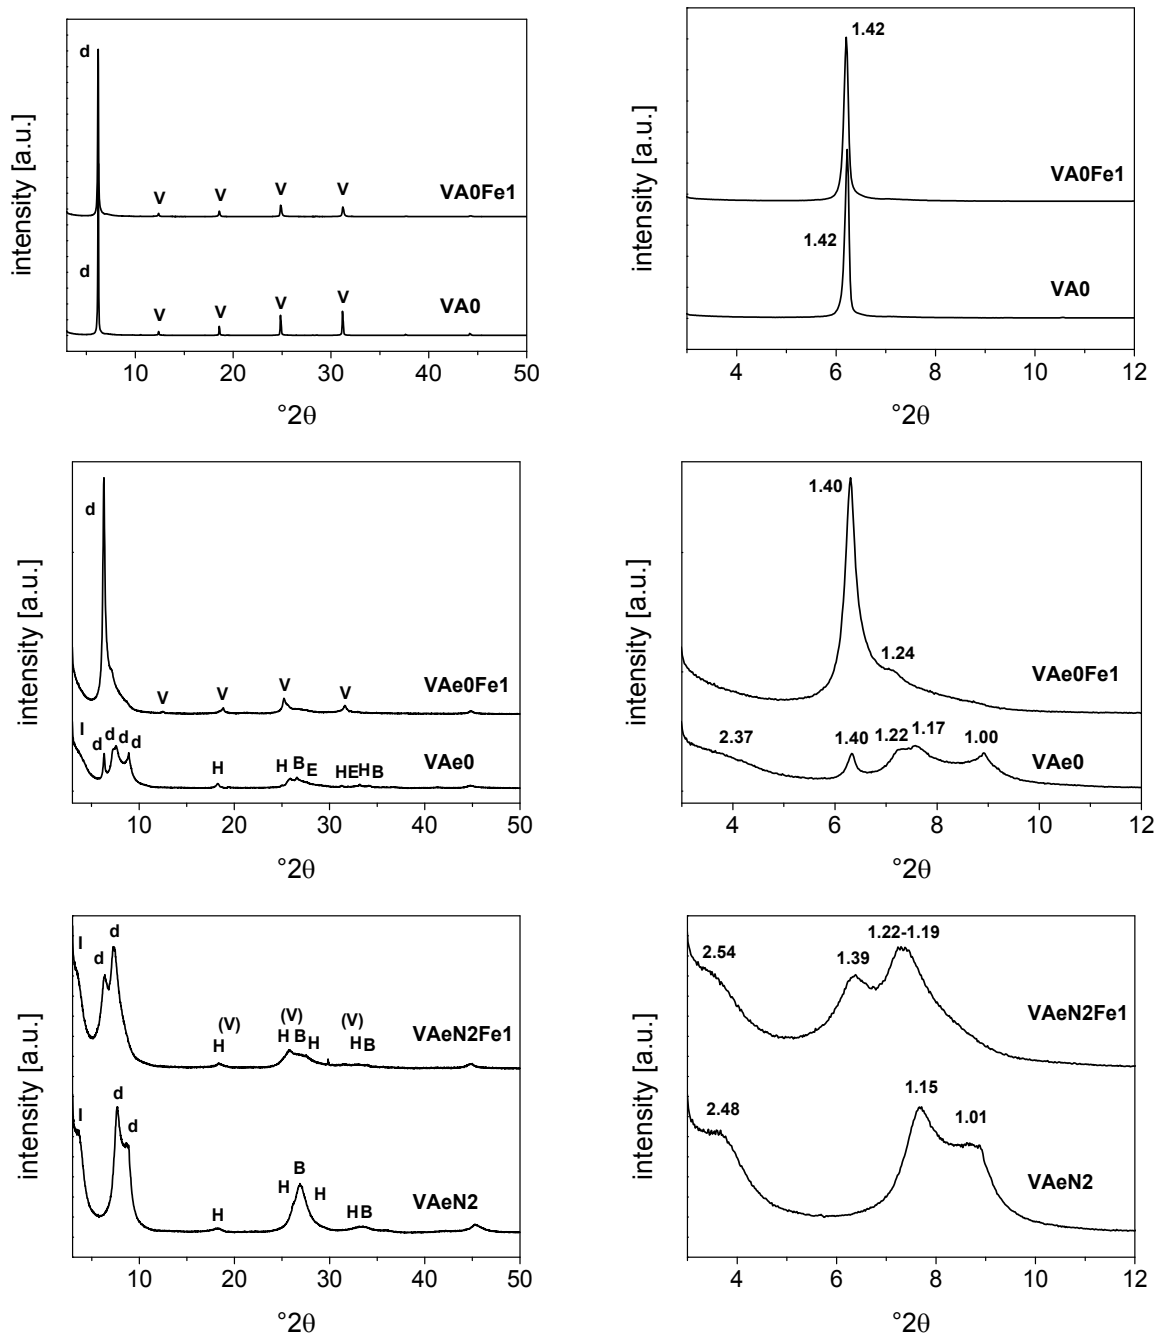 d
V V V V
VA0Fe1
d
V V V V
VA0
intensity [a.u.]
10 20 30 40 50
°2θ
1.42
VA0Fe1
1.42
VA0
intensity [a.u.]
4 6 8 10 12
°2θ
d
V V V V
VAe0Fe1
I d d d d
H H B E H E H B
VAe0
intensity [a.u.]
10 20 30 40 50
°2θ
1.40
1.24
VAe0Fe1
2.37 1.40 1.22 1.17 1.00
VAe0
intensity [a.u.]
4 6 8 10 12
°2θ
I d d
(V) (V) (V)
H H B H H B
VAeN2Fe1
I d d
H H B H H B
VAeN2
intensity [a.u.]
10 20 30 40 50
°2θ
2.54 1.39 1.22-1.19
VAeN2Fe1
2.48 1.15 1.01
VAeN2
intensity [a.u.]
4 6 8 10 12
°2θ